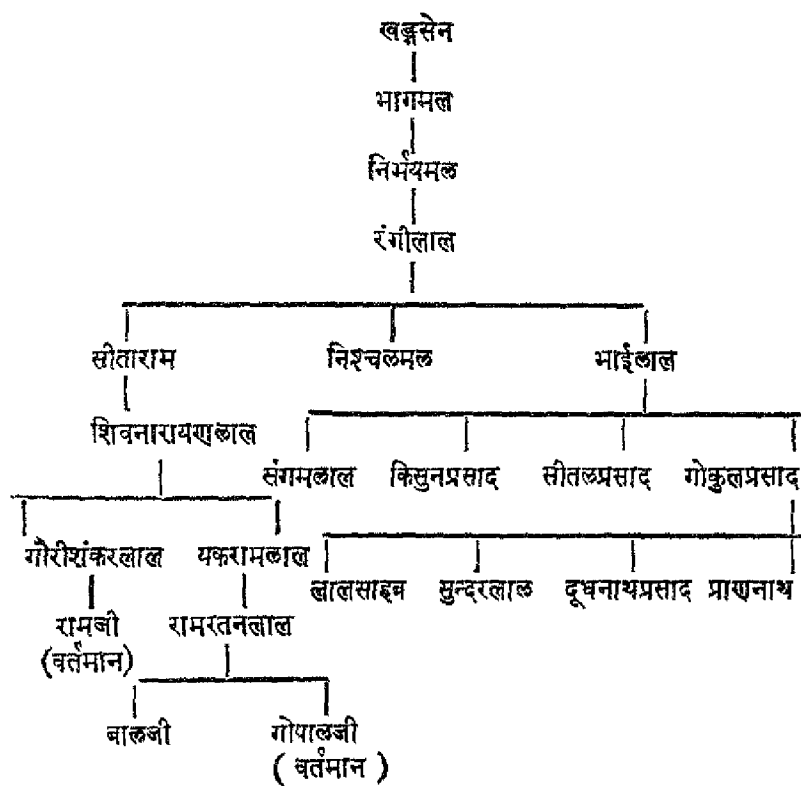 खड्गसेन
भागमल
निर्भयमल
रंगीलाल
सीताराम निश्चलमल भाईलाल
शिवनारायणलाल
संगमलाल किसुनप्रसाद सीतलप्रसाद गोकुलप्रसाद
गौरीशंकरलाल यकरामलाल
लालसाहब सुन्दरलाल दूधनाथप्रसाद प्राणनाथ
रामजी रामरतनलाल
(वर्तमान)
बालजी गोपालजी
( वर्तमान )